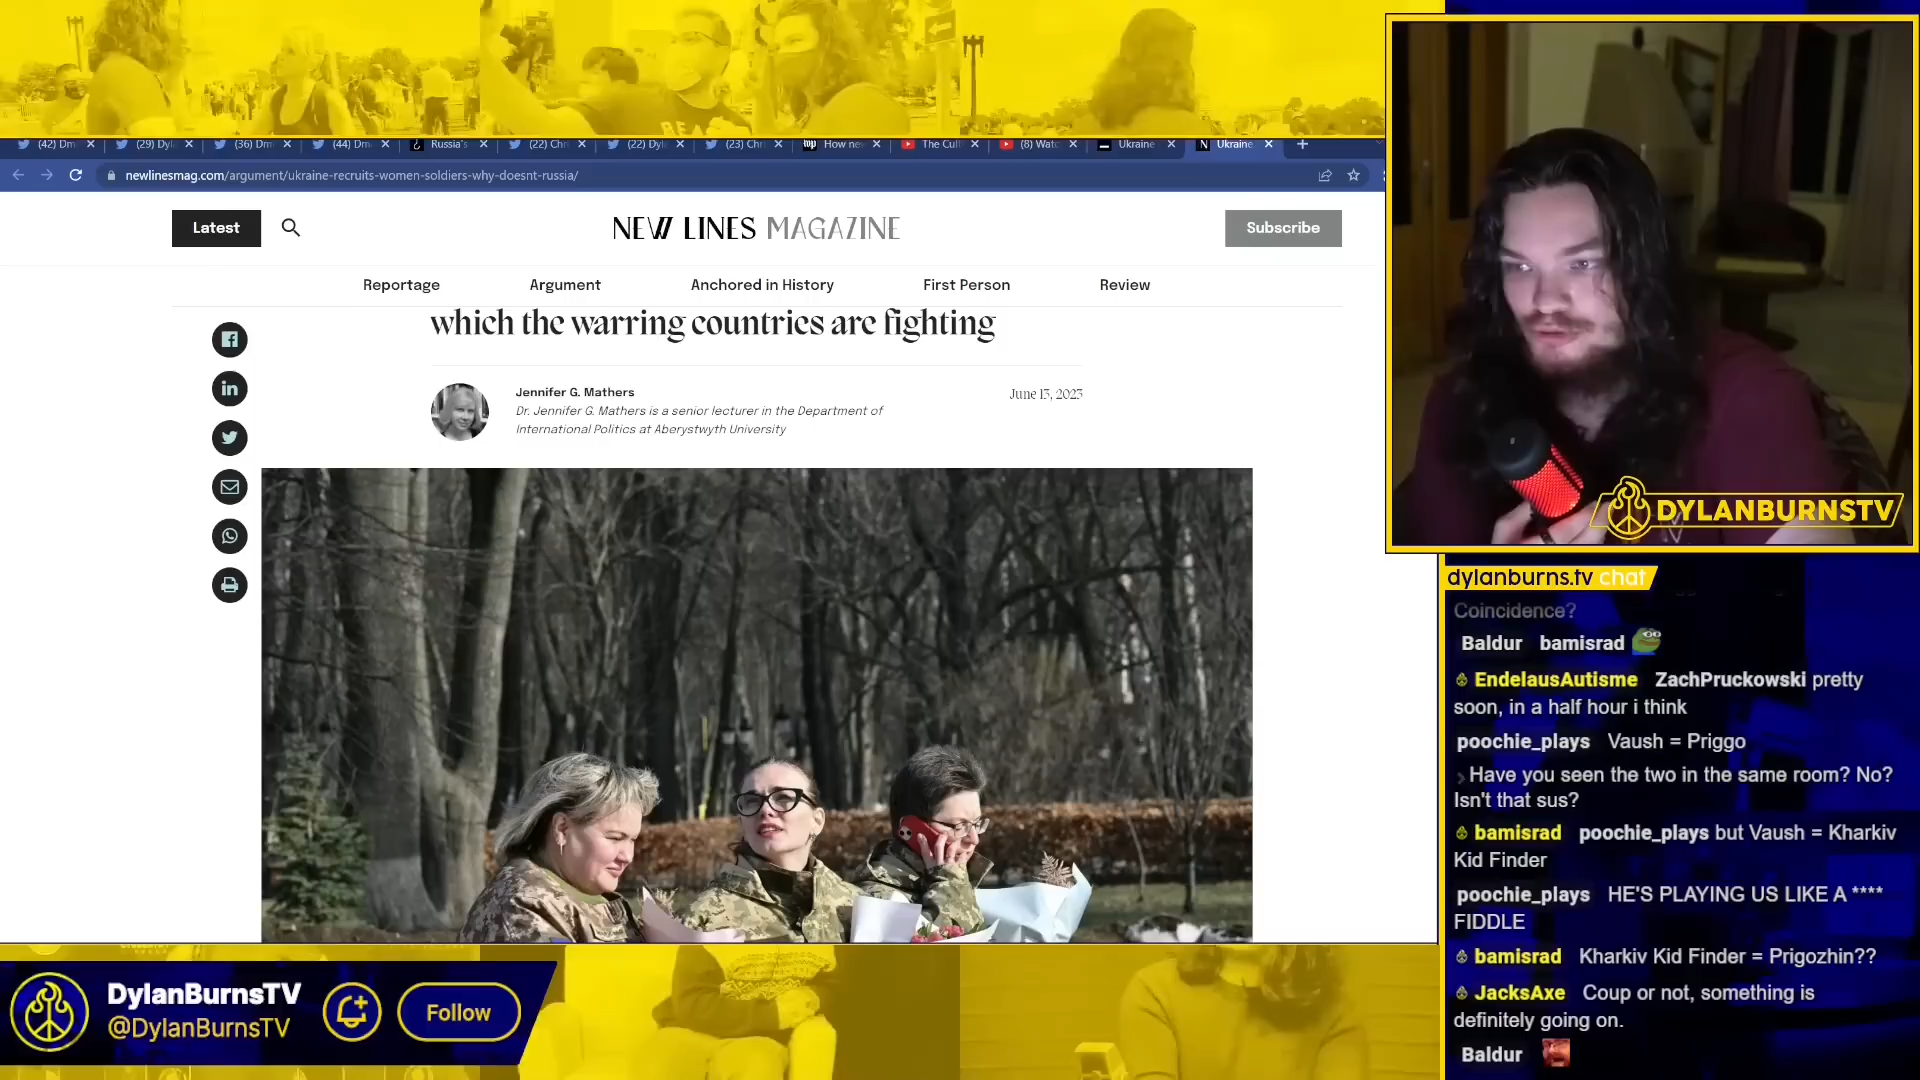 (42) Dm
(29) Dyl
(36) Dm
(44) Dm
Russia's
(22) Chr
(22) Dyl
(23) Chr
How ne
The Cul
(8) Watc
Ukraine
Ukraine
newlinesmag.com/argument/ukraine-recruits-women-soldiers-why-doesnt-russia/
Latest
NEW LINES MAGAZINE
Subscribe
Reportage
Argument
Anchored in History
First Person
Review
which the warring countries are fighting
Jennifer G. Mathers
June 13, 2023
Dr. Jennifer G. Mathers is a senior lecturer in the Department of
International Politics at Aberystwyth University
DYLANBURNSTV
dylanburns.tv chat
Coincidence?
Baldur bamisrad
EndelausAutisme ZachPruckowski pretty
soon, in a half hour i think
poochie_plays Vaush = Priggo
Have you seen the two in the same room? No?
Isn't that sus?
bamisrad poochie_plays but Vaush = Kharkiv
Kid Finder
poochie_plays HE'S PLAYING US LIKE A ****
FIDDLE
bamisrad Kharkiv Kid Finder = Prigozhin??
JacksAxe Coup or not, something is
definitely going on.
Baldur
DylanBurnsTV
@DylanBurnsTV
Follow